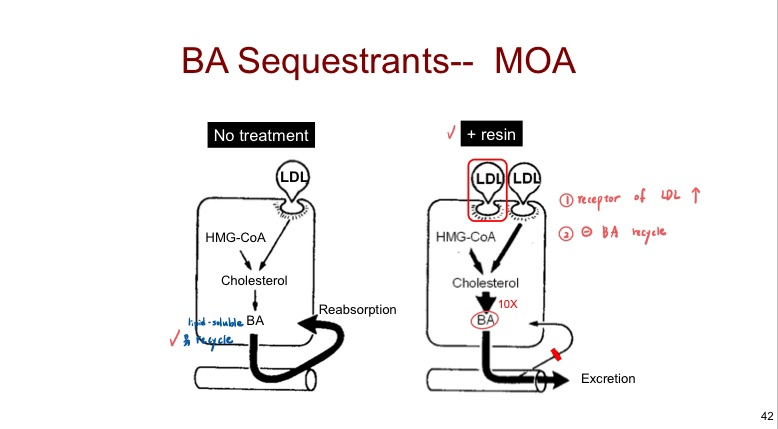 BA Sequestrants-- MOA
No treatment
LDL
HMG-CoA
Cholesterol
lipid-soluble BA
& recycle
Reabsorption
✓ + resin
LDL LDL
HMG-CoA
Cholesterol
10X
BA
Excretion
① receptor of LDL ↑
② ⊖ BA recycle
42